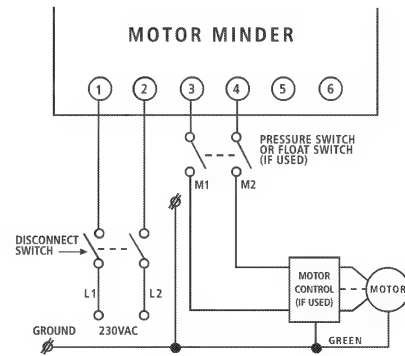 MOTOR MINDER
1 2 3 4 5 6
PRESSURE SWITCH
OR FLOAT SWITCH
(IF USED)
M1 M2
DISCONNECT
SWITCH
L1 L2
MOTOR
CONTROL
(IF USED)
MOTOR
GROUND 230VAC
GREEN